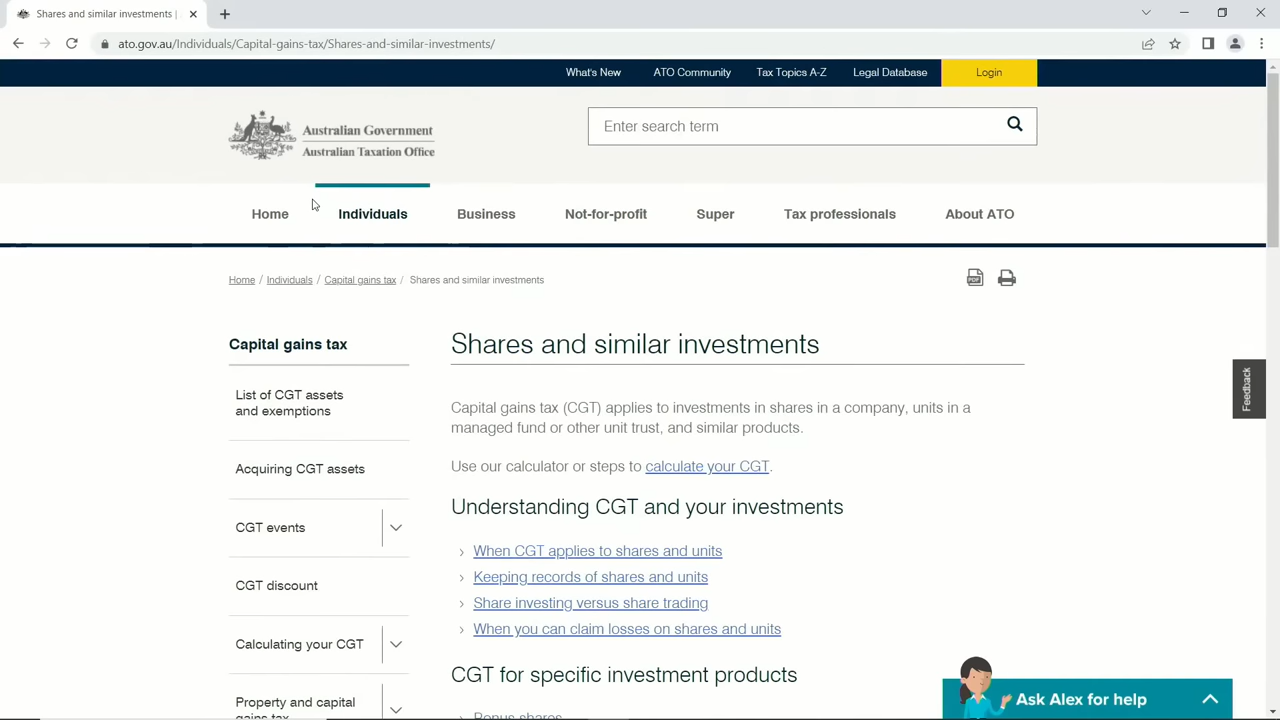 Shares and similar investments |
ato.gov.au/Individuals/Capital-gains-tax/Shares-and-similar-investments/
What's New
ATO Community
Tax Topics A-Z
Legal Database
Login
Australian Government
Australian Taxation Office
Enter search term
Home
Individuals
Business
Not-for-profit
Super
Tax professionals
About ATO
Home / Individuals / Capital gains tax / Shares and similar investments
PDF
Capital gains tax
List of CGT assets
and exemptions
Acquiring CGT assets
CGT events
CGT discount
Calculating your CGT
Property and capital
gains tax
Shares and similar investments
Capital gains tax (CGT) applies to investments in shares in a company, units in a
managed fund or other unit trust, and similar products.
Use our calculator or steps to calculate your CGT.
Understanding CGT and your investments
When CGT applies to shares and units
Keeping records of shares and units
Share investing versus share trading
When you can claim losses on shares and units
CGT for specific investment products
Bonus shares
Feedback
Ask Alex for help